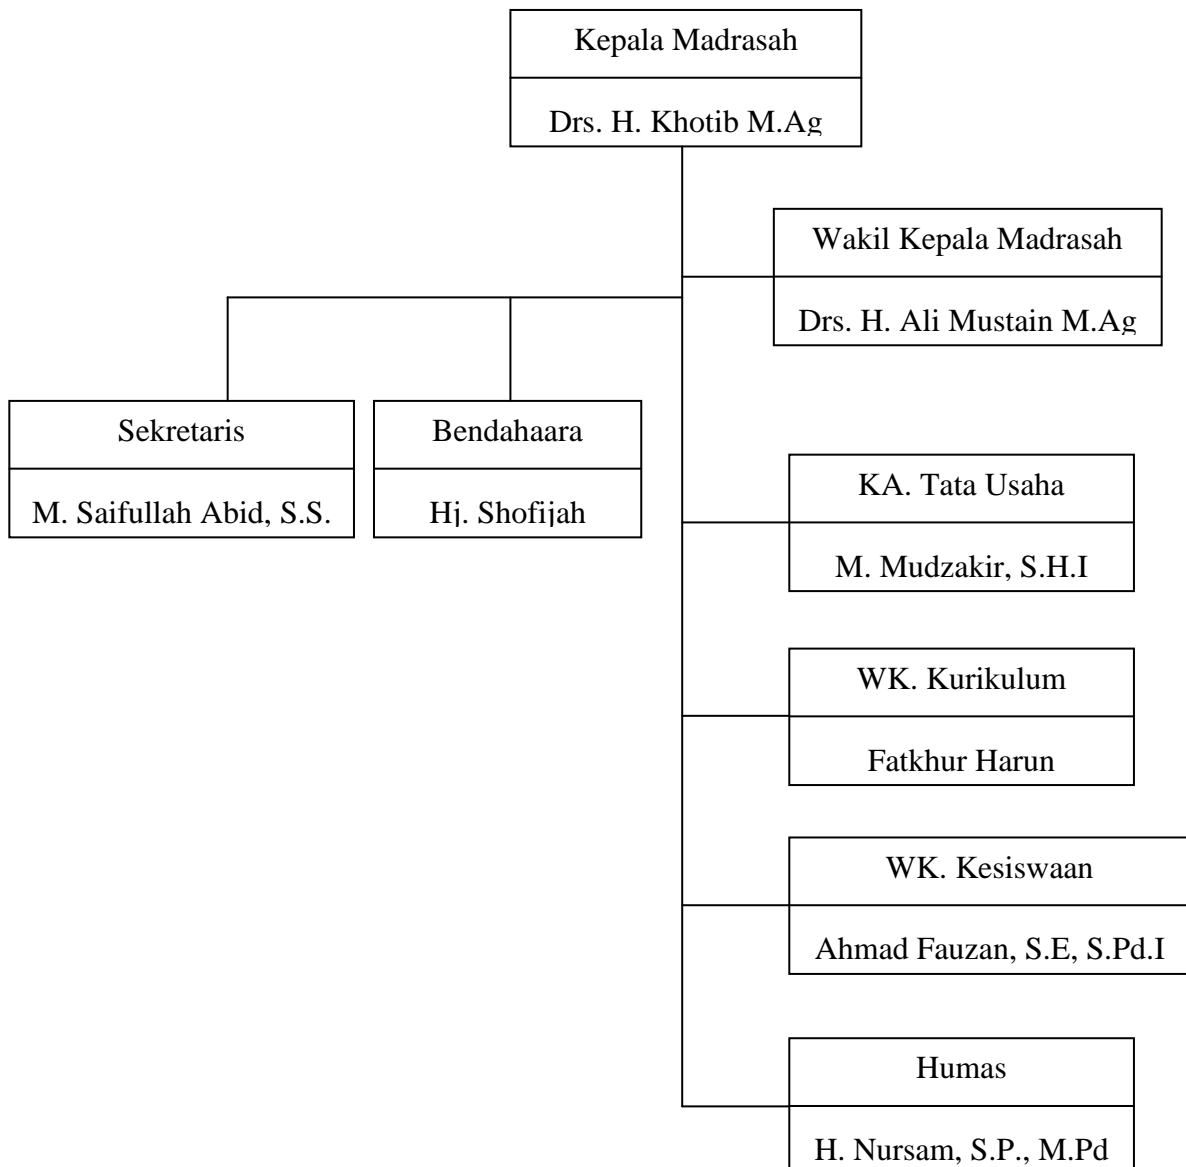 Kepala Madrasah
Drs. H. Khotib M.Ag
Wakil Kepala Madrasah
Drs. H. Ali Mustain M.Ag
Sekretaris
M. Saifullah Abid, S.S.
Bendahaara
Hj. Shofijah
KA. Tata Usaha
M. Mudzakir, S.H.I
WK. Kurikulum
Fatkhur Harun
WK. Kesiswaan
Ahmad Fauzan, S.E, S.Pd.I
Humas
H. Nursam, S.P., M.Pd